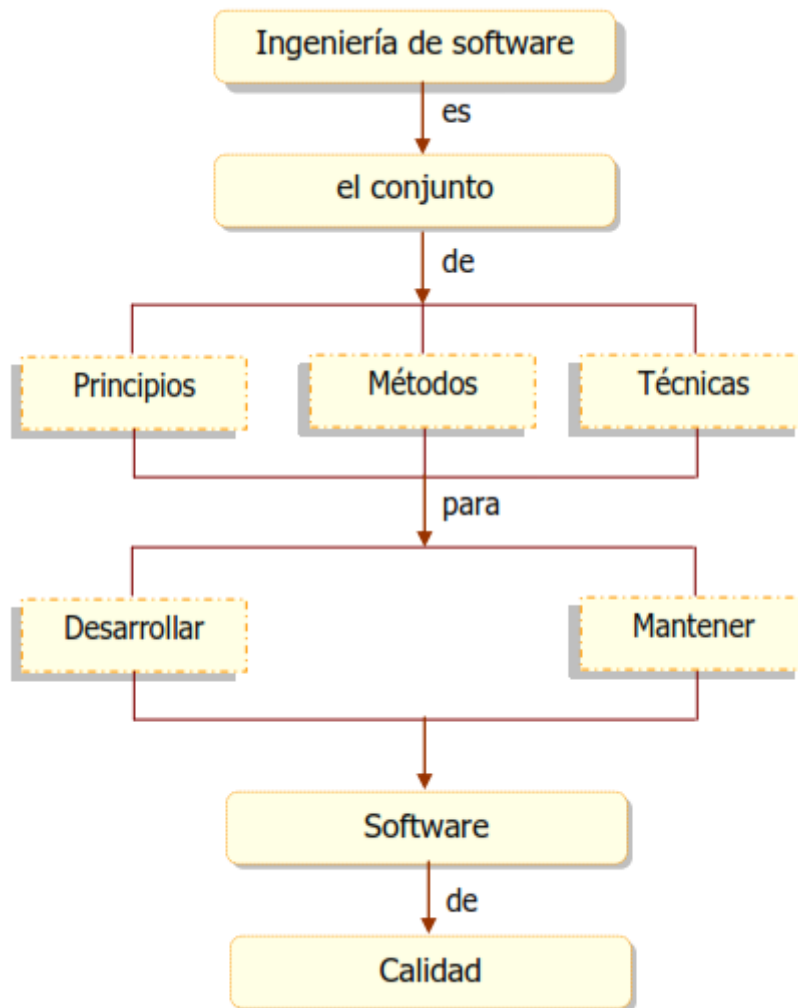 Ingeniería de software
es
el conjunto
de
Principios
Métodos
Técnicas
para
Desarrollar
Mantener
Software
de
Calidad